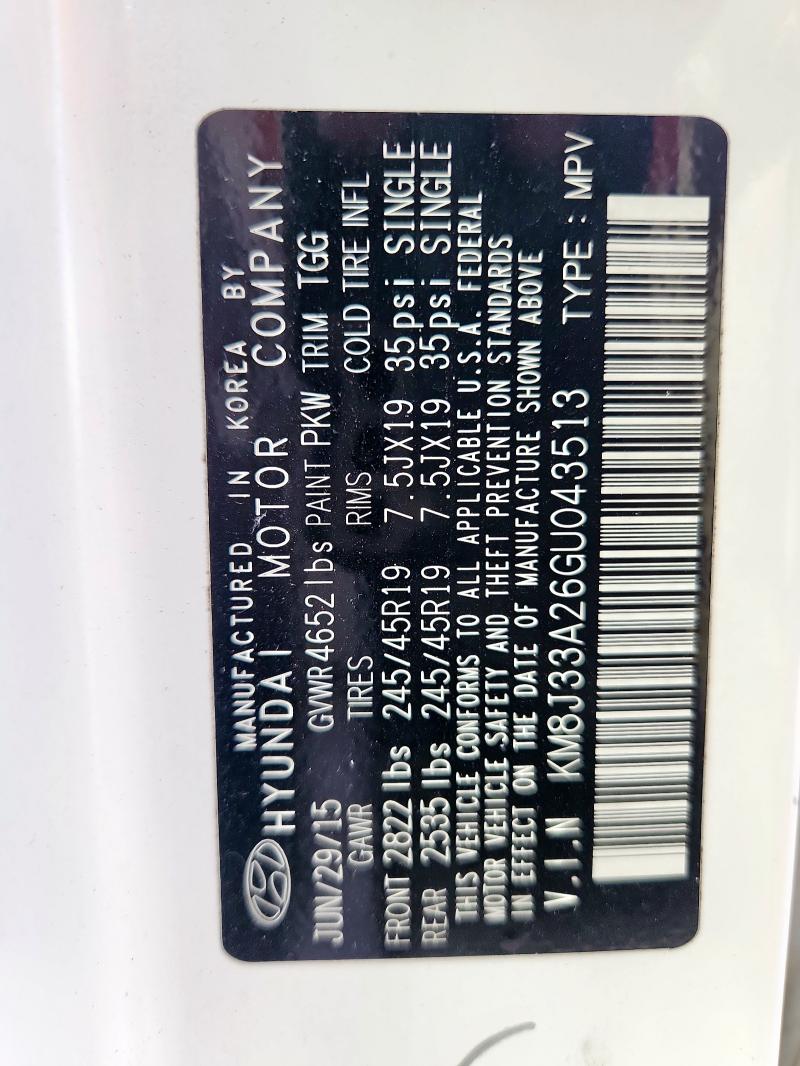 MANUFACTURED IN KOREA BY
HYUNDAI MOTOR COMPANY
JUN/29/15 GVWR 4652 lbs PAINT PKW TRIM TGG
GAWR TIRES RIMS COLD TIRE INFL
FRONT 2822 lbs 245/45R19 7.5JX19 35psi SINGLE
REAR 2535 lbs 245/45R19 7.5JX19 35psi SINGLE
THIS VEHICLE CONFORMS TO ALL APPLICABLE U.S.A. FEDERAL
MOTOR VEHICLE SAFETY AND THEFT PREVENTION STANDARDS
IN EFFECT ON THE DATE OF MANUFACTURE SHOWN ABOVE
V.I.N KM8J33A26GU043513 TYPE : MPV